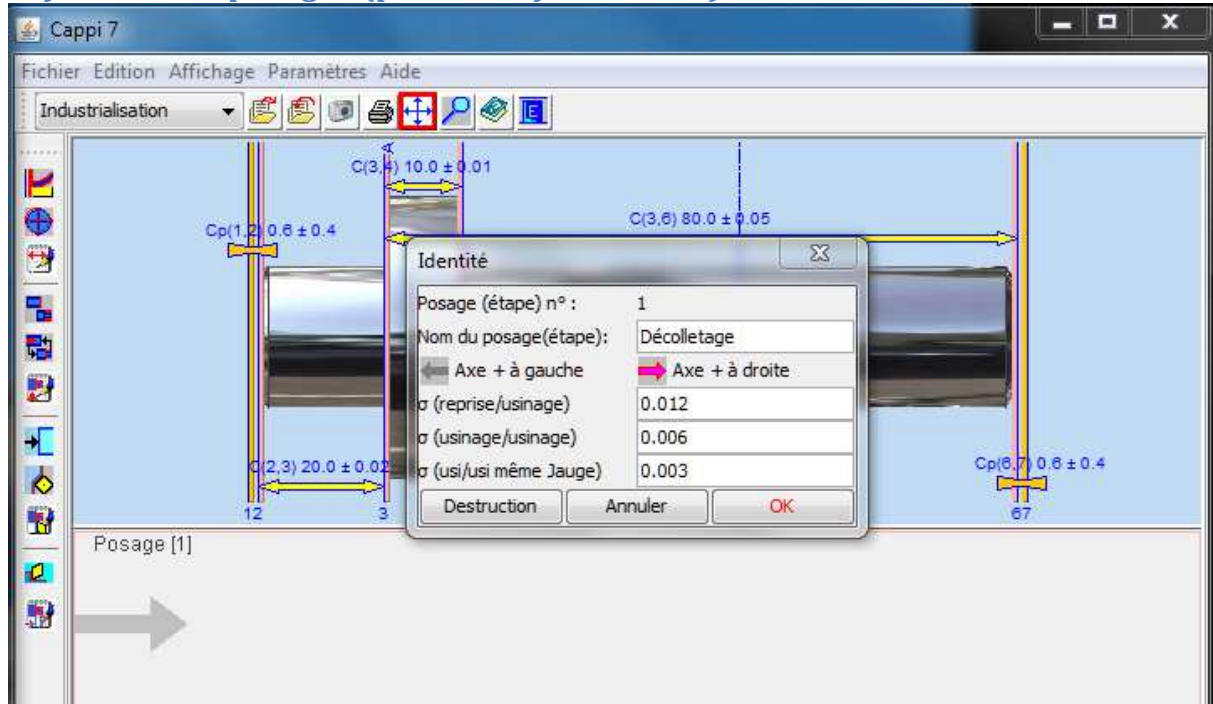 Cappi 7
Fichier Edition Affichage Paramètres Aide
Industrialisation
E
A
C(3,4) 10.0 ± 0.01
Cp(1,2) 0.6 ± 0.4
C(3,6) 80.0 ± 0.05
Identité
Posage (étape) n° : 1
Nom du posage(étape): Décolletage
Axe + à gauche Axe + à droite
σ (reprise/usinage) 0.012
σ (usinage/usinage) 0.006
σ (usi/usi même Jauge) 0.003
Destruction Annuler OK
C(2,3) 20.0 ± 0.02
Cp(6,7) 0.6 ± 0.4
12 3 67
Posage [1]